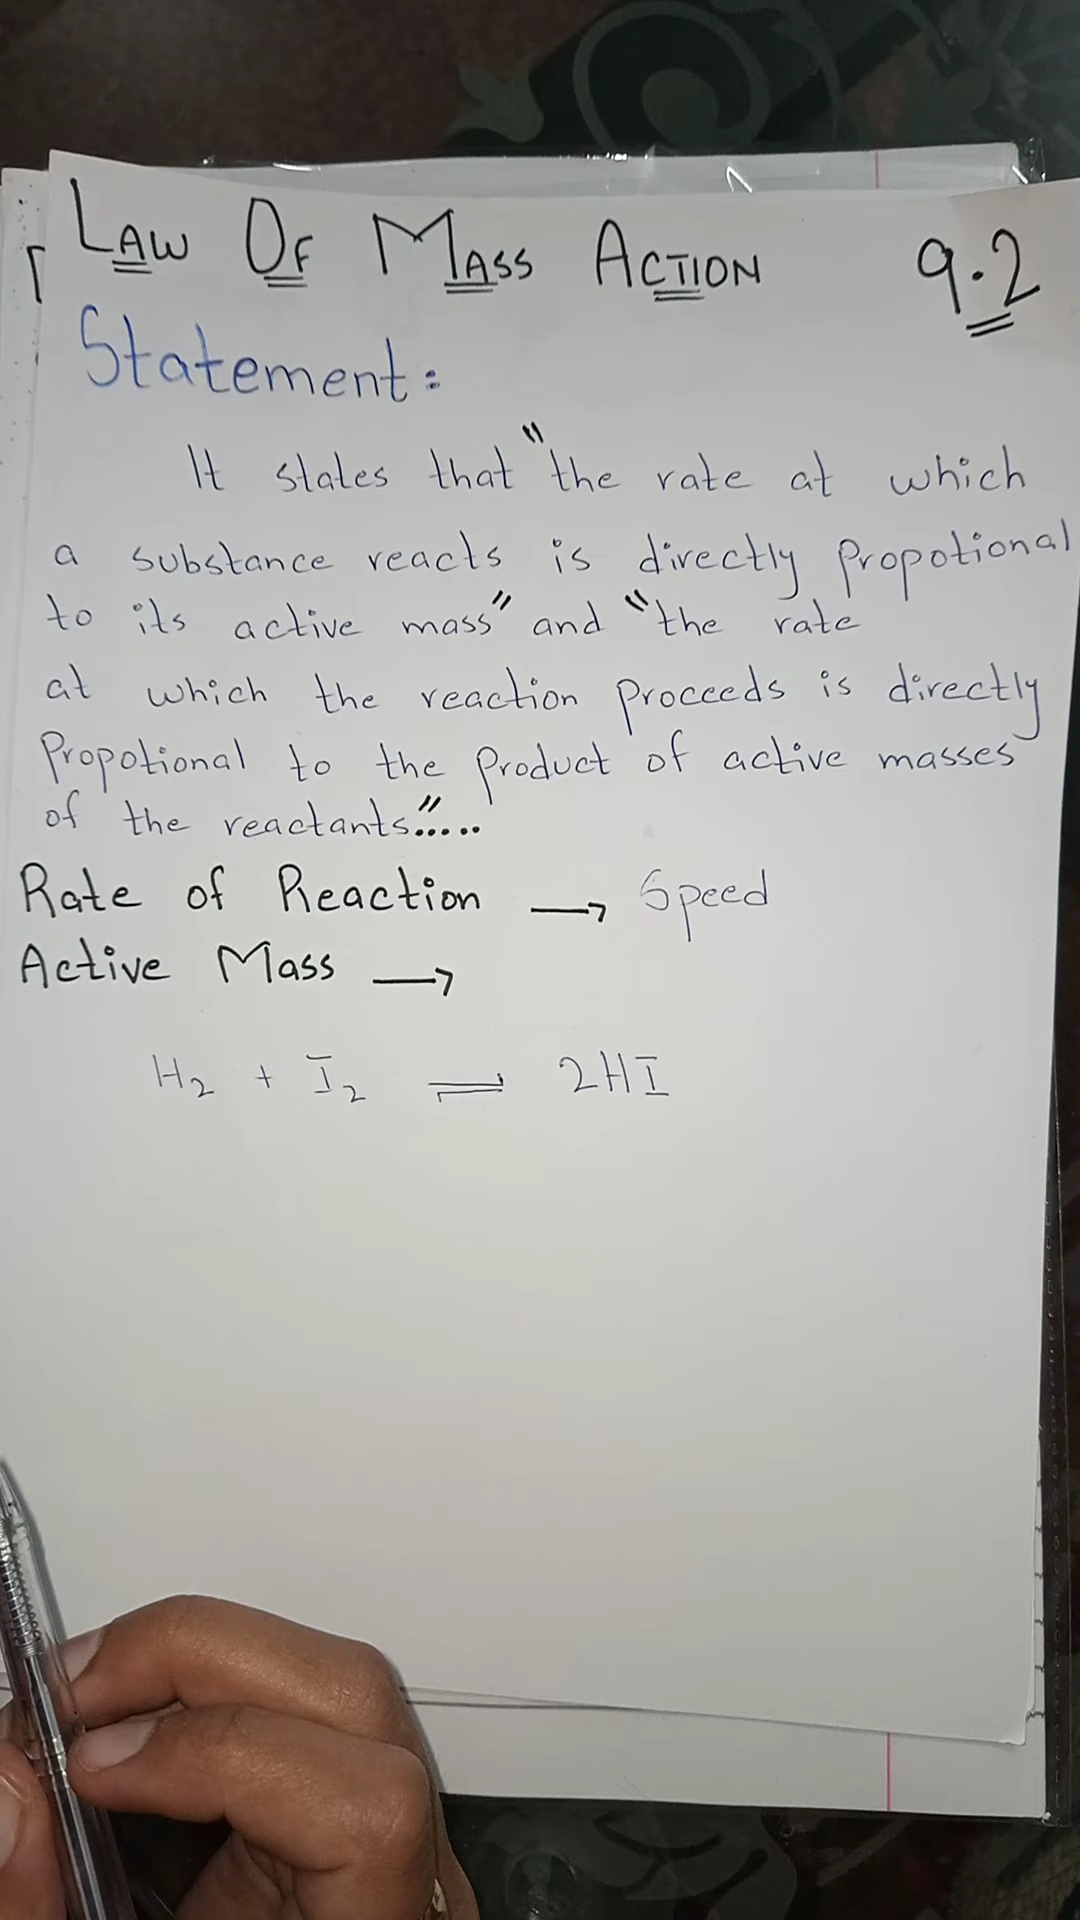 LAW OF MASS ACTION 9.2
Statement:
It states that "the rate at which
a substance reacts is directly propotional
to its active mass" and "the rate
at which the reaction proceeds is directly
propotional to the product of active masses
of the reactants".....
Rate of Reaction → Speed
Active Mass →
H₂ + I₂ ⇌ 2HI